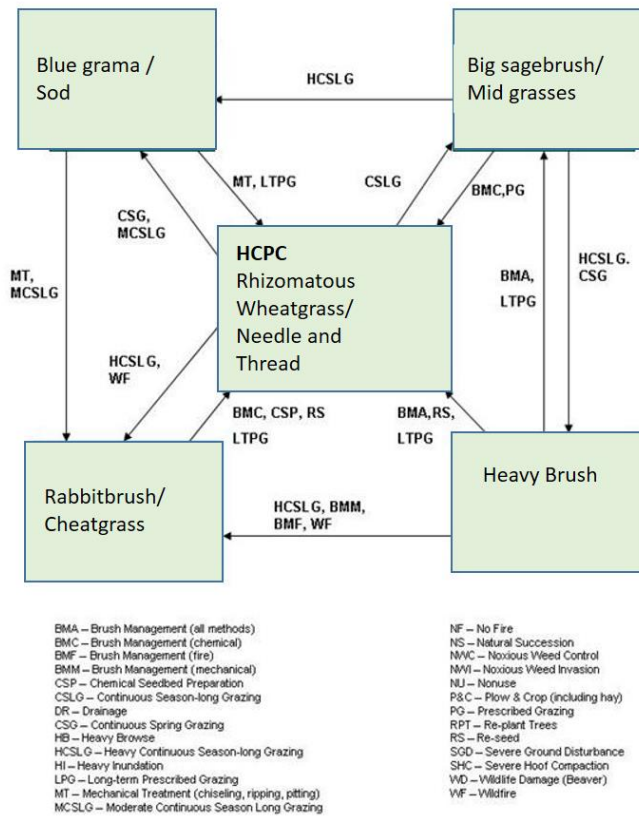 Blue grama /
Sod
HCSLG
Big sagebrush/
Mid grasses
MT, LTPG
CSLG
BMC,PG
CSG,
MCSLG
HCPC
Rhizomatous
Wheatgrass/
Needle and
Thread
MT,
MCSLG
BMA,
LTPG
HCSLG.
CSG
HCSLG,
WF
BMC, CSP, RS
LTPG
BMA,RS,
LTPG
Rabbitbrush/
Cheatgrass
HCSLG, BMM,
BMF, WF
Heavy Brush
BMA – Brush Management (all methods)
BMC – Brush Management (chemical)
BMF – Brush Management (fire)
BMM – Brush Management (mechanical)
CSP – Chemical Seedbed Preparation
CSLG – Continuous Season-long Grazing
DR – Drainage
CSG – Continuous Spring Grazing
HB – Heavy Browse
HCSLG – Heavy Continuous Season-long Grazing
HI – Heavy Inundation
LPG – Long-term Prescribed Grazing
MT – Mechanical Treatment (chiseling, ripping, pitting)
MCSLG – Moderate Continuous Season Long Grazing
NF – No Fire
NS – Natural Succession
NWC – Noxious Weed Control
NWI – Noxious Weed Invasion
NU – Nonuse
P&C – Plow & Crop (including hay)
PG – Prescribed Grazing
RPT – Re-plant Trees
RS – Re-seed
SGD – Severe Ground Disturbance
SHC – Severe Hoof Compaction
WD – Wildlife Damage (Beaver)
WF – Wildfire